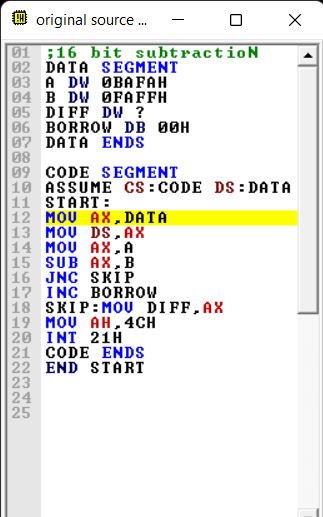 original source ...
01 ;16 bit subtractioN
02 DATA SEGMENT
03 A DW 0BAFAH
04 B DW 0FAFFH
05 DIFF DW ?
06 BORROW DB 00H
07 DATA ENDS
08
09 CODE SEGMENT
10 ASSUME CS:CODE DS:DATA
11 START:
12 MOV AX,DATA
13 MOV DS,AX
14 MOV AX,A
15 SUB AX,B
16 JNC SKIP
17 INC BORROW
18 SKIP:MOV DIFF,AX
19 MOV AH,4CH
20 INT 21H
21 CODE ENDS
22 END START
23
24
25